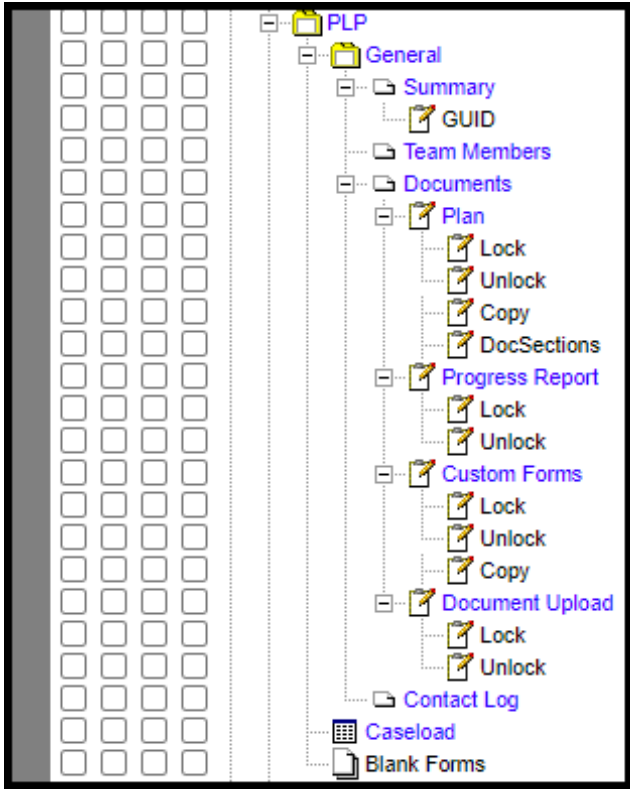 PLP
General
Summary
GUID
Team Members
Documents
Plan
Lock
Unlock
Copy
DocSections
Progress Report
Lock
Unlock
Custom Forms
Lock
Unlock
Copy
Document Upload
Lock
Unlock
Contact Log
Caseload
Blank Forms